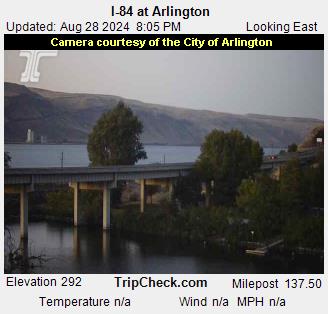 I-84 at Arlington
Updated: Aug 28 2024 8:05 PM Looking East
Camera courtesy of the City of Arlington
Elevation 292 TripCheck.com Milepost 137.50
Temperature n/a Wind n/a MPH n/a